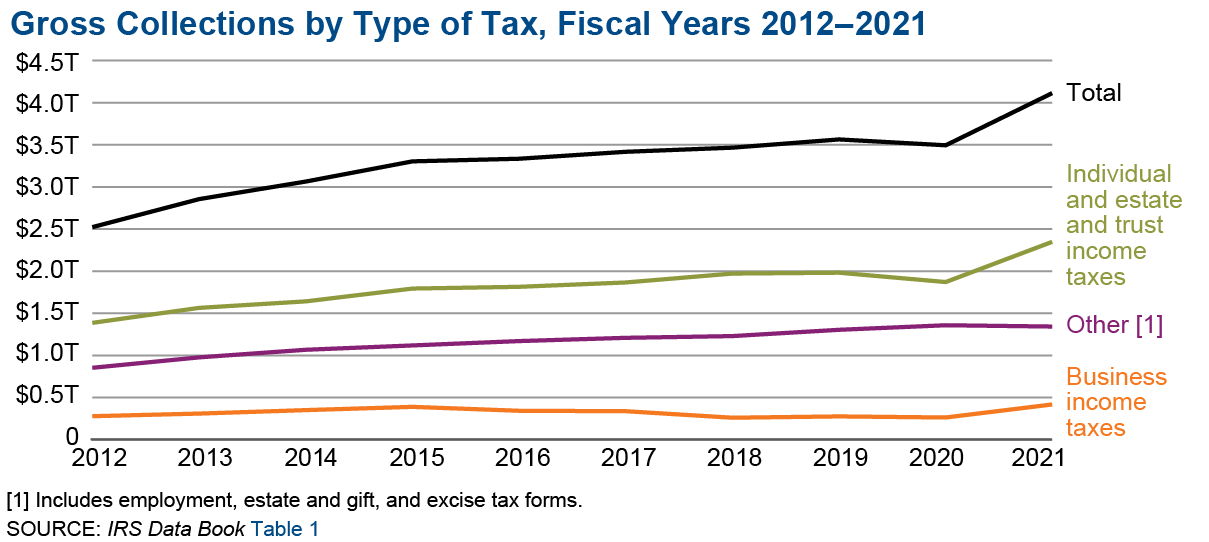 Gross Collections by Type of Tax, Fiscal Years 2012–2021
$4.5T
$4.0T
$3.5T
$3.0T
$2.5T
$2.0T
$1.5T
$1.0T
$0.5T
0
Total
Individual
and estate
and trust
income
taxes
Other [1]
Business
income
taxes
2012 2013 2014 2015 2016 2017 2018 2019 2020 2021
[1] Includes employment, estate and gift, and excise tax forms.
SOURCE: IRS Data Book Table 1